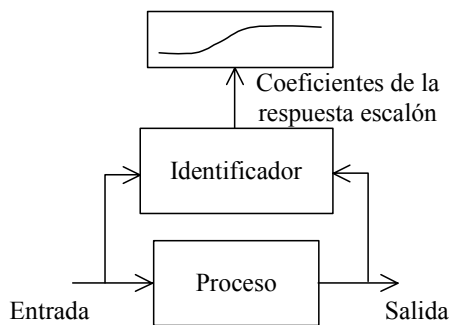 Coeficientes de la
respuesta escalón
Identificador
Proceso
Entrada
Salida